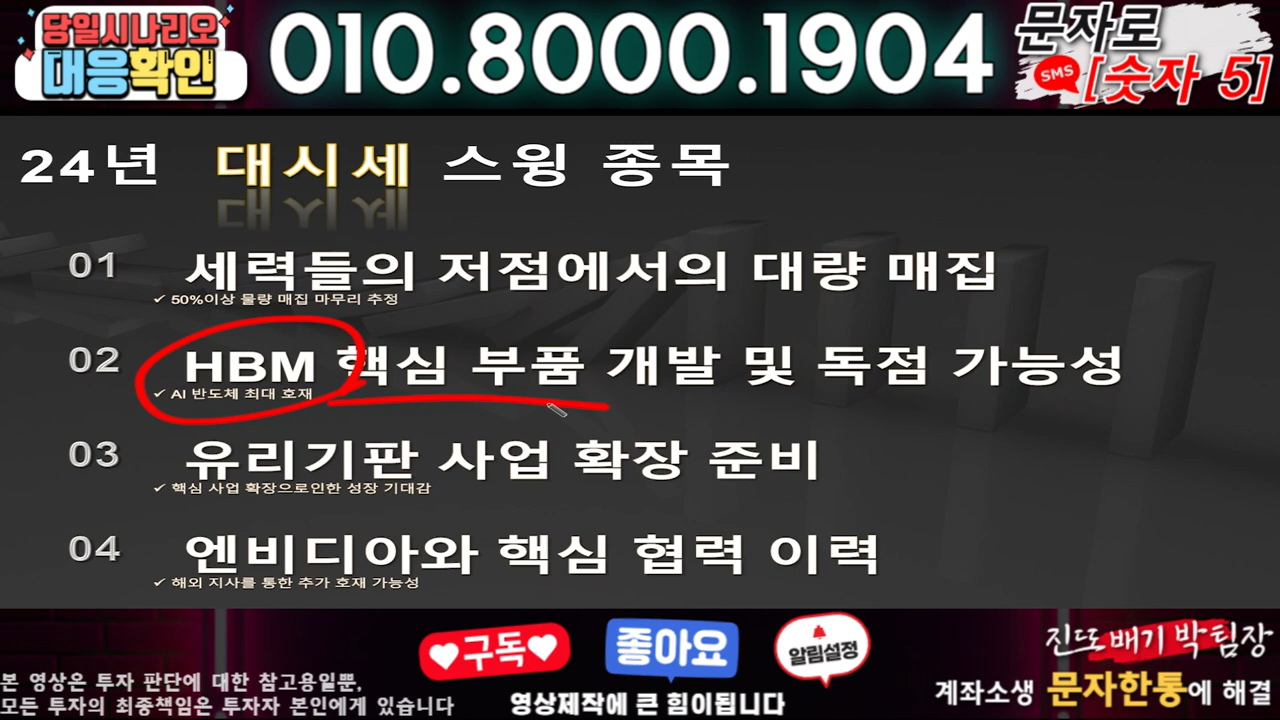 당일시나리오
대응확인
010.8000.1904
문자로
SMS [숫자 5]
24년 대시세 스윙 종목
01 세력들의 저점에서의 대량 매집
✓ 50%이상 물량 매집 마무리 추정
02 HBM 핵심 부품 개발 및 독점 가능성
✓ AI 반도체 최대 호재
03 유리기판 사업 확장 준비
✓ 핵심 사업 확장으로인한 성장 기대감
04 엔비디아와 핵심 협력 이력
✓ 해외 지사를 통한 추가 호재 가능성
구독 좋아요 알림설정
영상제작에 큰 힘이됩니다
본 영상은 투자 판단에 대한 참고용일뿐,
모든 투자의 최종책임은 투자자 본인에게 있습니다
진또배기 박팀장
계좌소생 문자한통에 해결